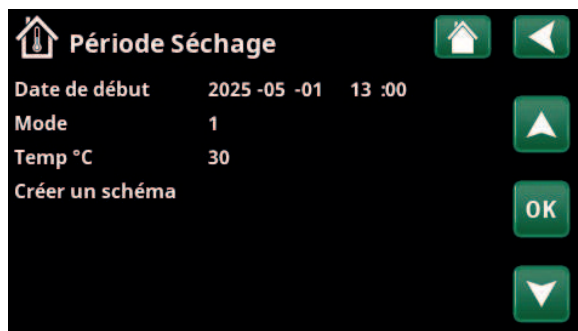 Période Séchage
Date de début 2025 -05 -01 13 :00
Mode 1
Temp °C 30
Créer un schéma
OK